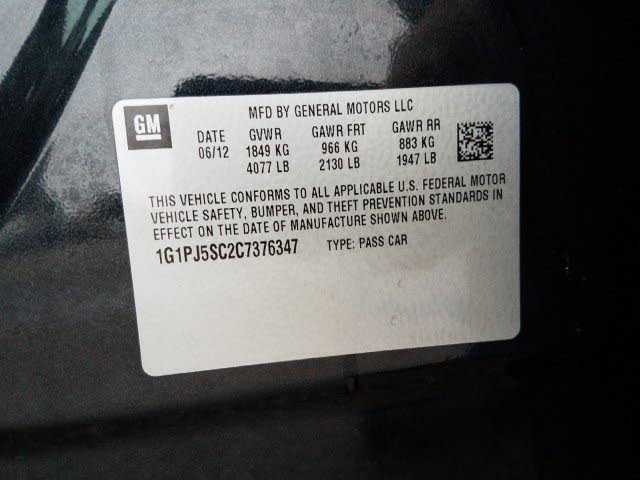 GM
MFD BY GENERAL MOTORS LLC
DATE GVWR GAWR FRT GAWR RR
06/12 1849 KG 966 KG 883 KG
4077 LB 2130 LB 1947 LB
THIS VEHICLE CONFORMS TO ALL APPLICABLE U.S. FEDERAL MOTOR
VEHICLE SAFETY, BUMPER, AND THEFT PREVENTION STANDARDS IN
EFFECT ON THE DATE OF MANUFACTURE SHOWN ABOVE.
1G1PJ5SC2C7376347 TYPE: PASS CAR